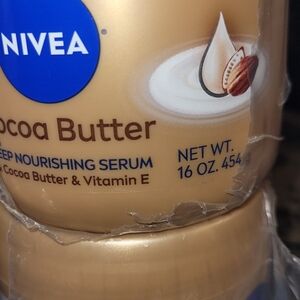 NIVEA
ocoa Butter
EEP NOURISHING SERUM
Cocoa Butter & Vitamin E
NET WT.
16 OZ. 454